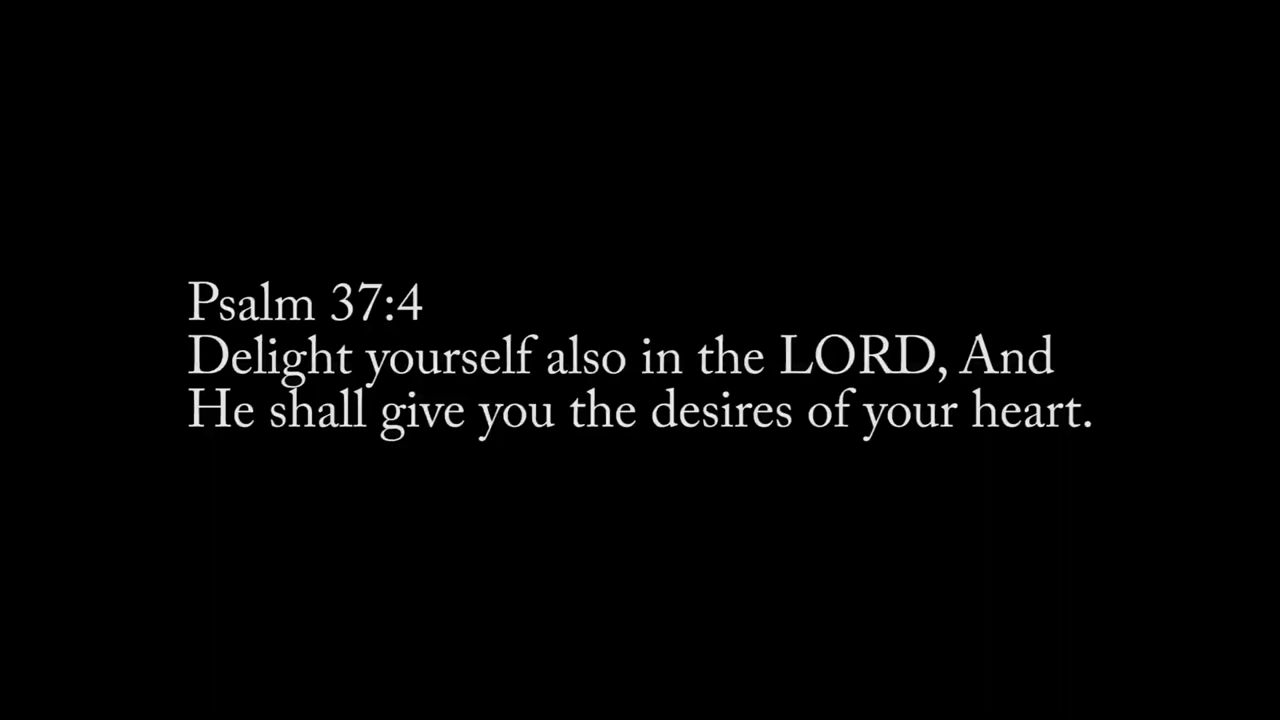 Psalm 37:4
Delight yourself also in the LORD, And
He shall give you the desires of your heart.